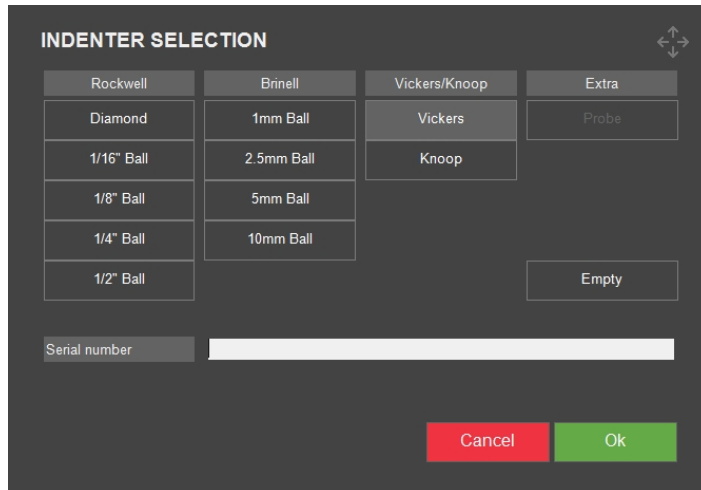 INDENTER SELECTION
Rockwell Brinell Vickers/Knoop Extra
Diamond 1mm Ball Vickers Probe
1/16" Ball 2.5mm Ball Knoop
1/8" Ball 5mm Ball
1/4" Ball 10mm Ball
1/2" Ball Empty
Serial number
Cancel Ok